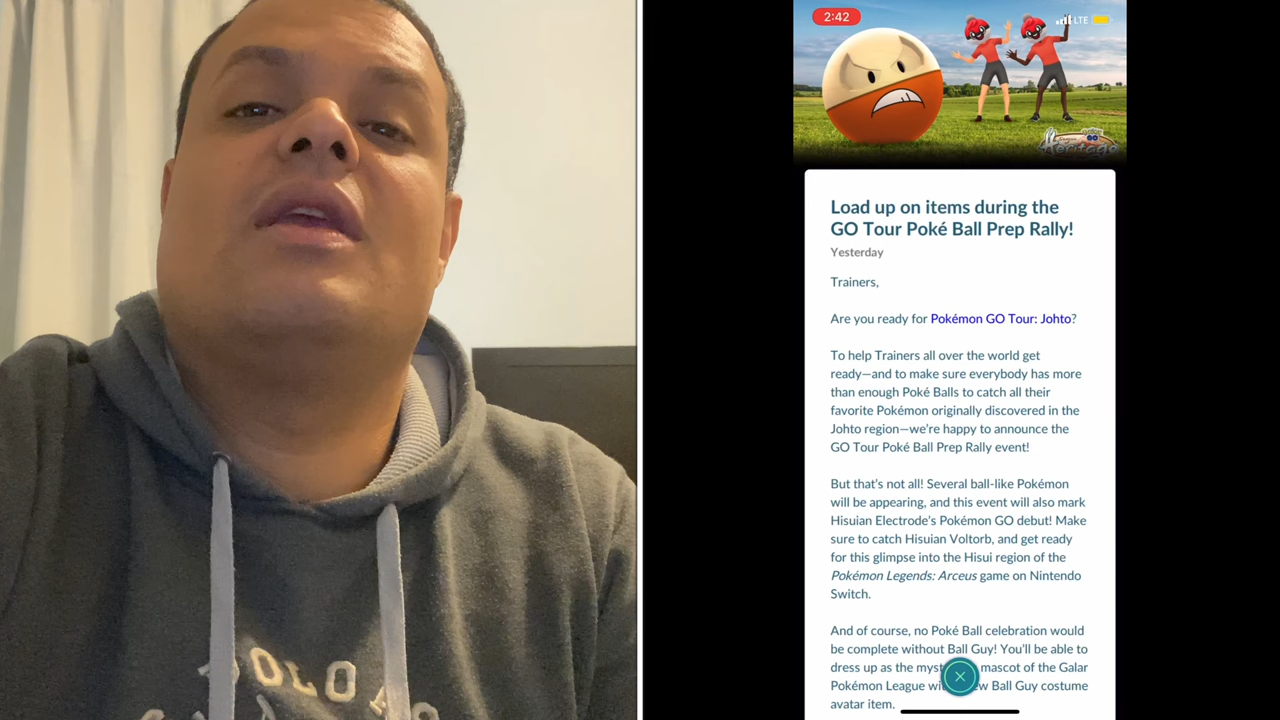 2:42
LTE
Load up on items during the
GO Tour Poké Ball Prep Rally!
Yesterday
Trainers,
Are you ready for Pokémon GO Tour: Johto?
To help Trainers all over the world get
ready—and to make sure everybody has more
than enough Poké Balls to catch all their
favorite Pokémon originally discovered in the
Johto region—we’re happy to announce the
GO Tour Poké Ball Prep Rally event!
But that’s not all! Several ball-like Pokémon
will be appearing, and this event will also mark
Hisuian Electrode’s Pokémon GO debut! Make
sure to catch Hisuian Voltorb, and get ready
for this glimpse into the Hisui region of the
Pokémon Legends: Arceus game on Nintendo
Switch.
And of course, no Poké Ball celebration would
be complete without Ball Guy! You’ll be able to
dress up as the mascot of the Galar
Pokémon League Ball Guy costume
avatar item.